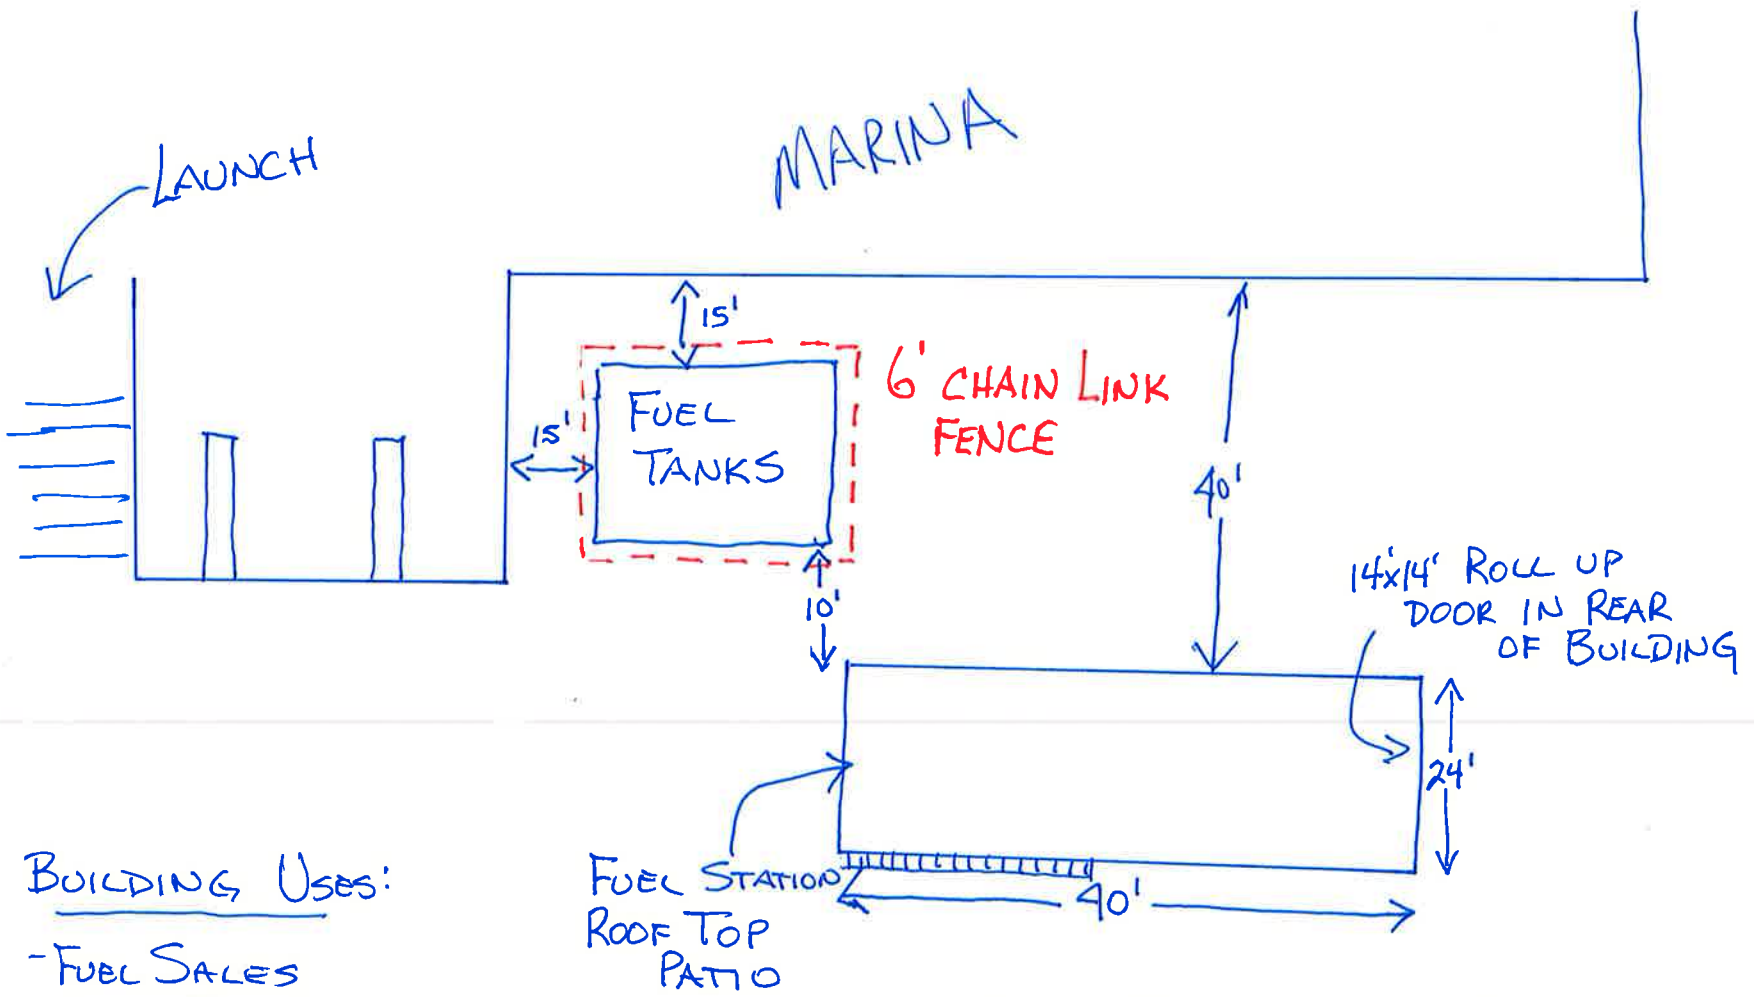 MARINA
LAUNCH
15'
6' CHAIN LINK
FENCE
FUEL
TANKS
15'
40'
10'
14'x14' ROLL UP
DOOR IN REAR
OF BUILDING
24'
BUILDING USES:
-FUEL SALES
FUEL STATION
ROOF TOP
PATIO
40'